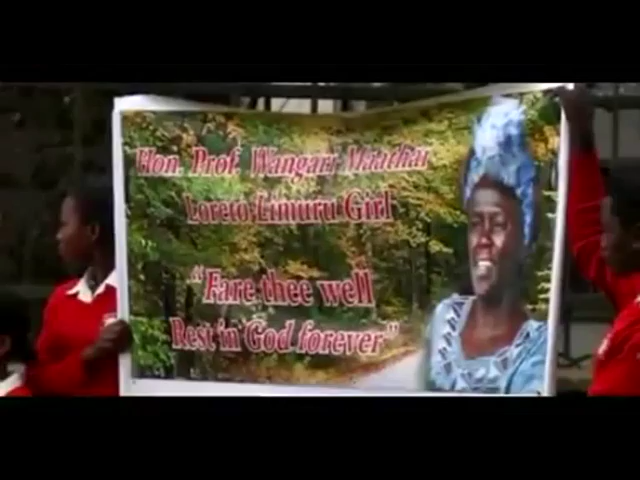 Hon. Prof. Wangari Maathai
Loreto Limuru Girl
"Fare thee well
Rest in God forever"